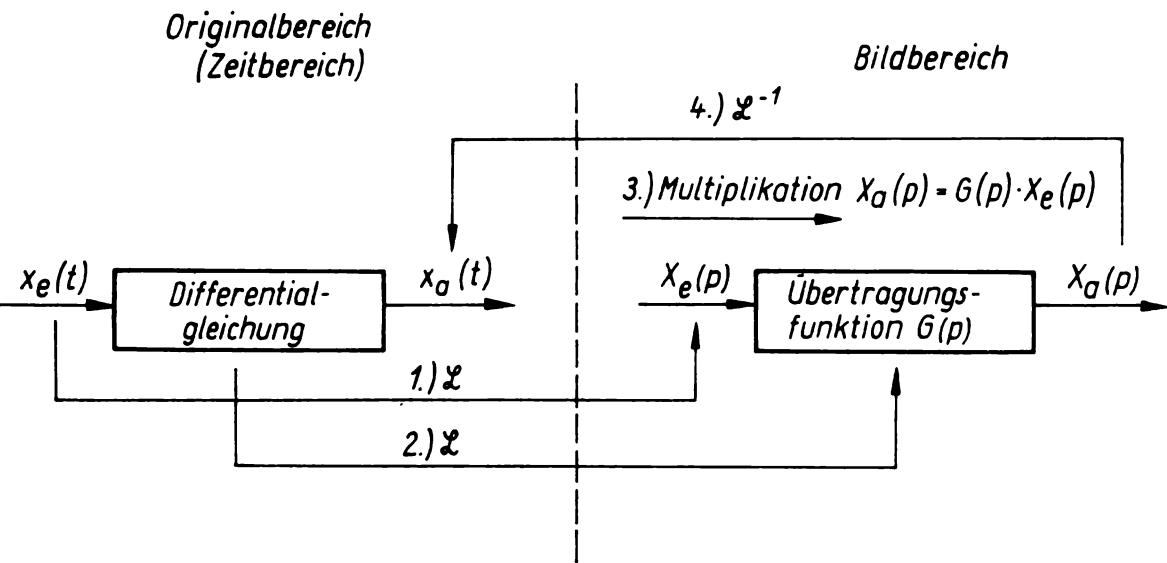 Originalbereich
(Zeitbereich)
Bildbereich
4.) ℒ⁻¹
3.) Multiplikation Xₐ(p) = G(p)·Xₑ(p)
xₑ(t)
Differential-
gleichung
xₐ(t)
Xₑ(p)
Übertragungs-
funktion G(p)
Xₐ(p)
1.) ℒ
2.) ℒ